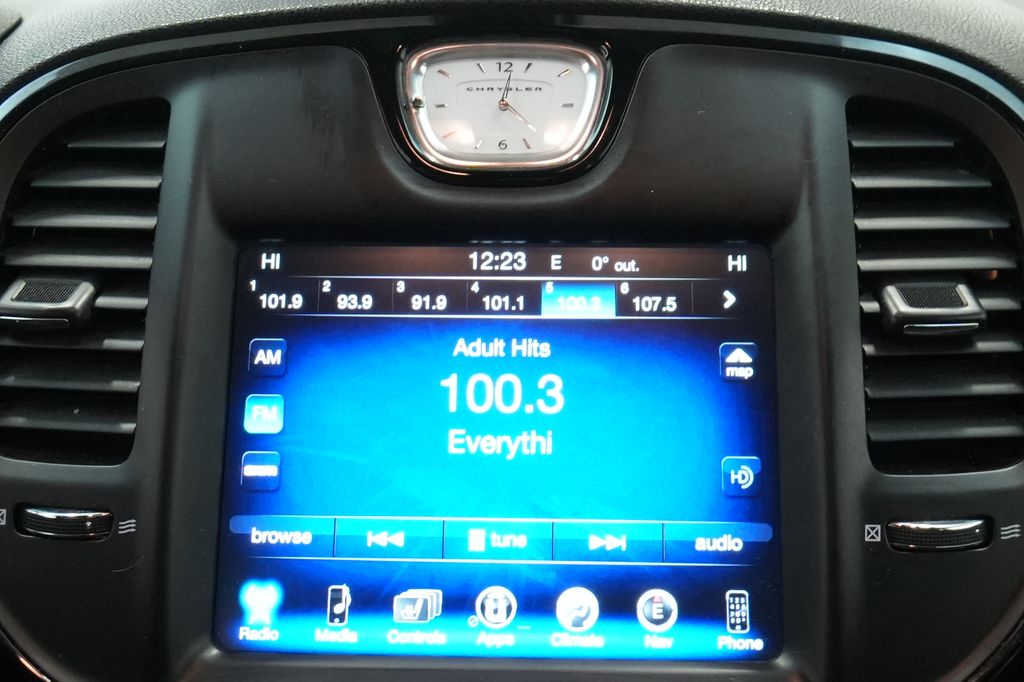 12
CHRYSLER
6
HI 12:23 E 0° out. HI
1 101.9 2 93.9 3 91.9 4 101.1 5 100.3 6 107.5
Adult Hits
AM
map
100.3
FM
Everythi
HD
browse tune audio
Radio Media Controls Apps Climate Nav Phone